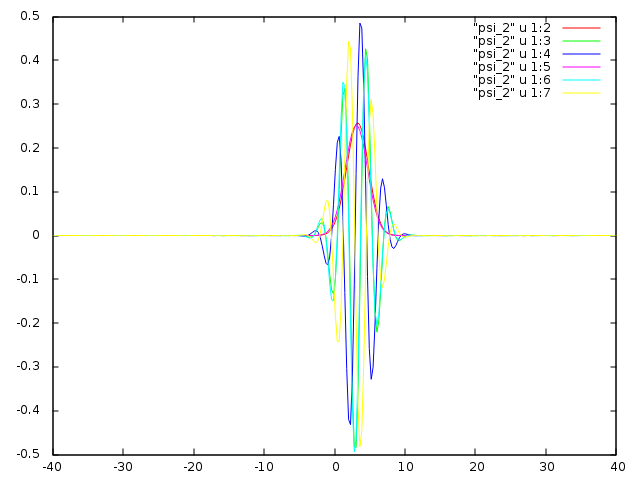 0.5
0.4
0.3
0.2
0.1
0
-0.1
-0.2
-0.3
-0.4
-0.5
-40 -30 -20 -10 0 10 20 30 40
"psi_2" u 1:2
"psi_2" u 1:3
"psi_2" u 1:4
"psi_2" u 1:5
"psi_2" u 1:6
"psi_2" u 1:7